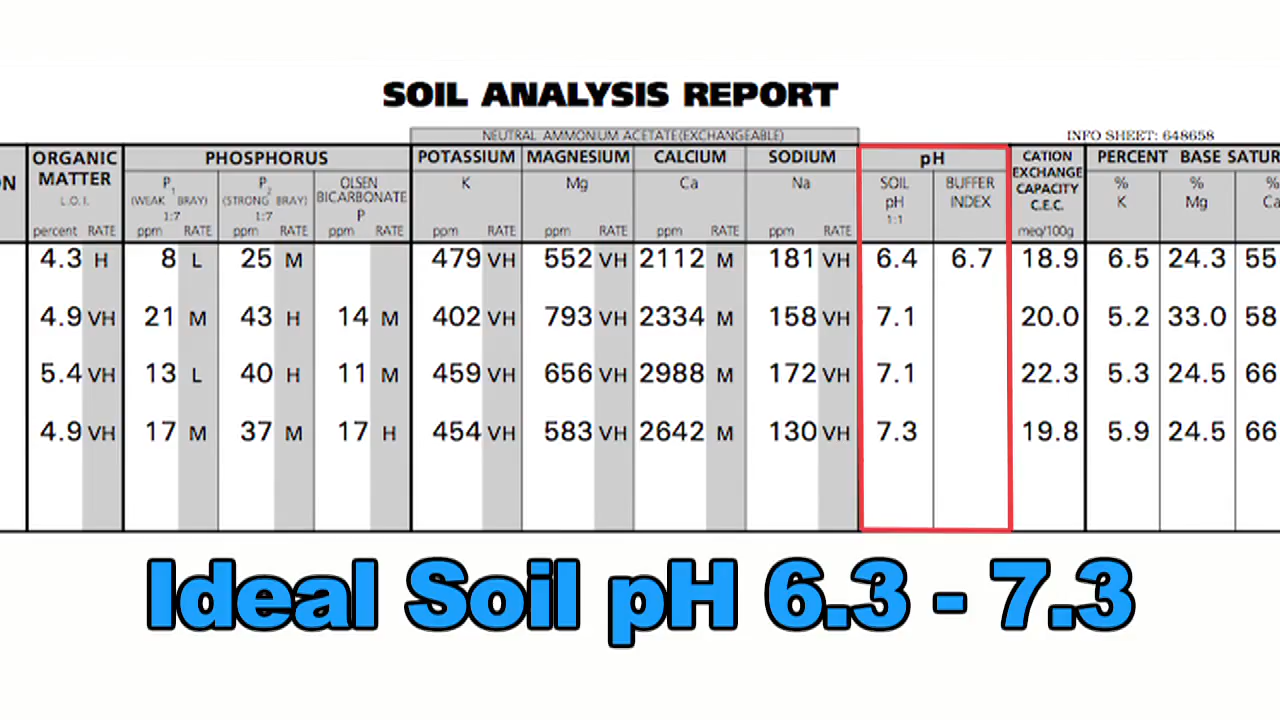 SOIL ANALYSIS REPORT
NEUTRAL AMMONIUM ACETATE (EXCHANGEABLE)
INFO SHEET: 648658
ON ORGANIC MATTER PHOSPHORUS POTASSIUM MAGNESIUM CALCIUM SODIUM pH CATION EXCHANGE CAPACITY C.E.C. PERCENT BASE SATUR
L.O.I. P1 (WEAK BRAY) 1:7 P2 (STRONG BRAY) 1:7 OLSEN BICARBONATE P K Mg Ca Na SOIL pH 1:1 BUFFER INDEX % K % Mg % Ca
percent RATE ppm RATE ppm RATE ppm RATE ppm RATE ppm RATE ppm RATE ppm RATE meq/100g
4.3 H 8 L 25 M 479 VH 552 VH 2112 M 181 VH 6.4 6.7 18.9 6.5 24.3 55
4.9 VH 21 M 43 H 14 M 402 VH 793 VH 2334 M 158 VH 7.1 20.0 5.2 33.0 58
5.4 VH 13 L 40 H 11 M 459 VH 656 VH 2988 M 172 VH 7.1 22.3 5.3 24.5 66
4.9 VH 17 M 37 M 17 H 454 VH 583 VH 2642 M 130 VH 7.3 19.8 5.9 24.5 66
Ideal Soil pH 6.3 - 7.3